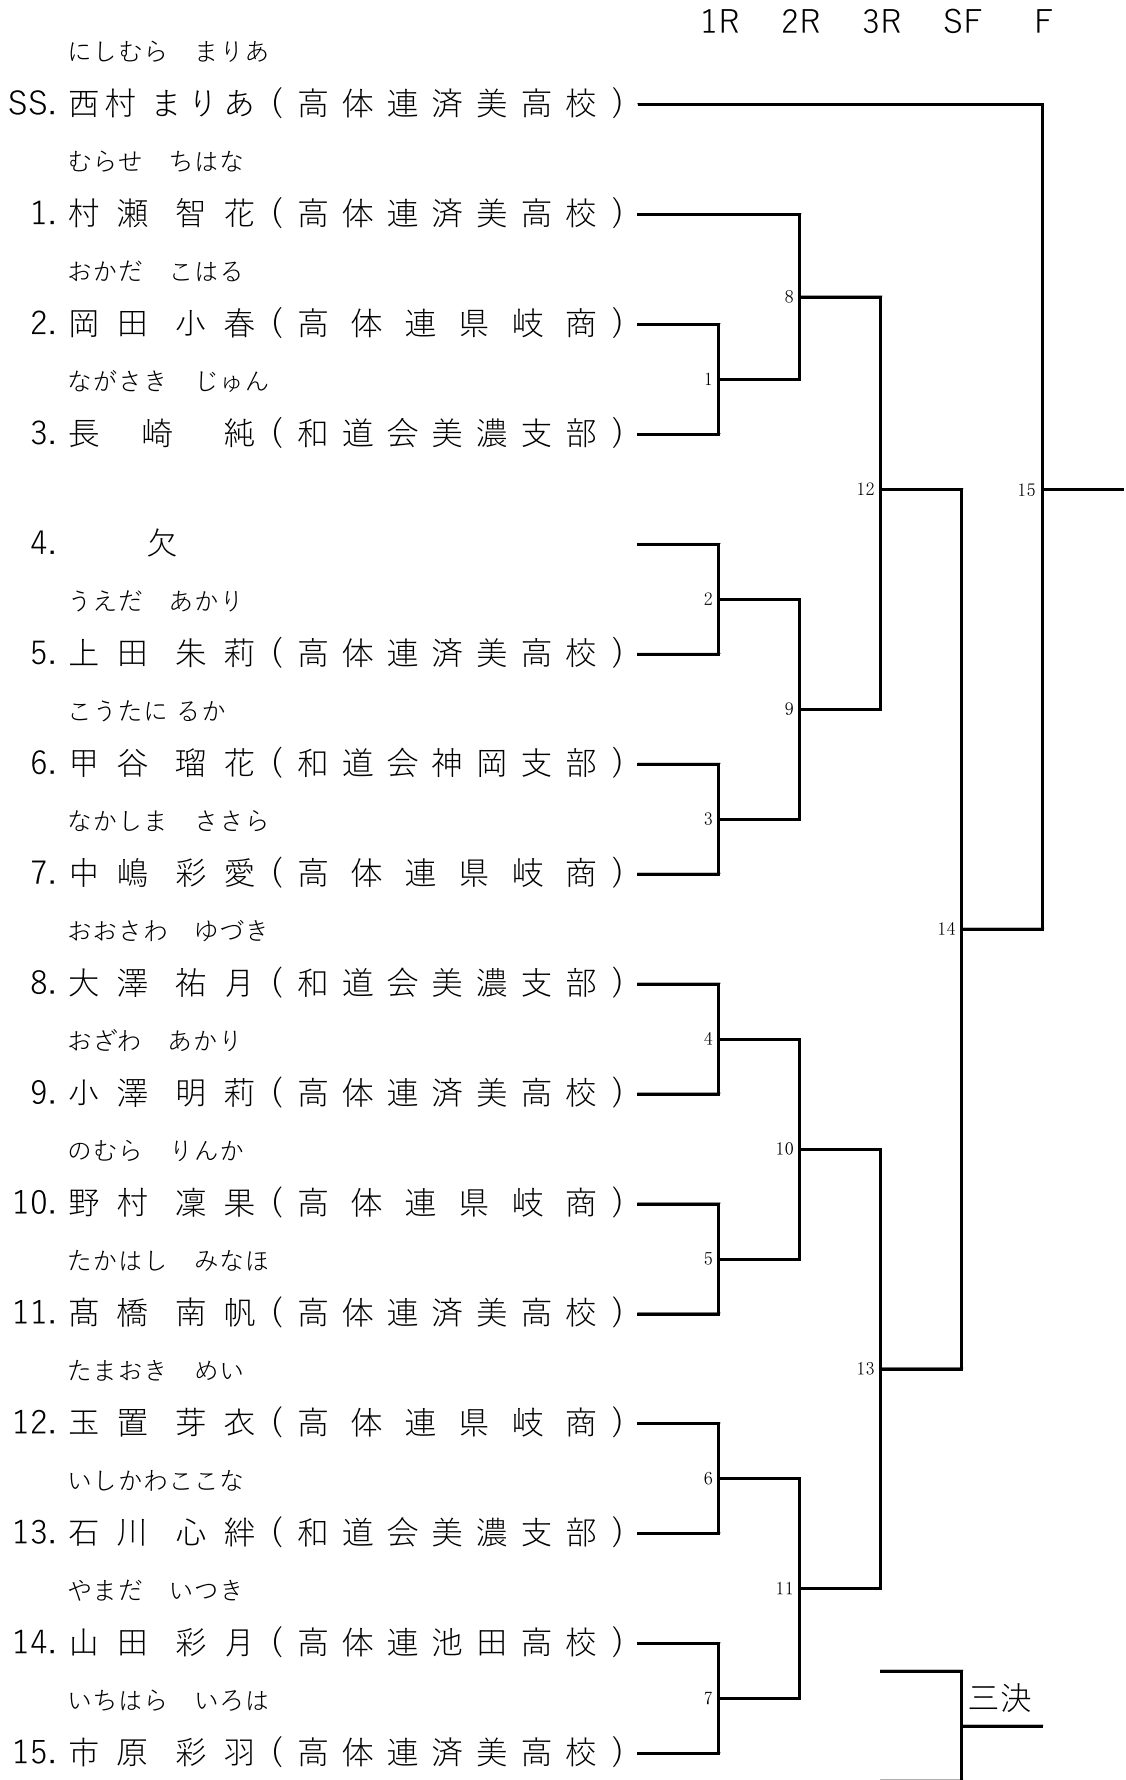 1R 2R 3R SF F
にしむら まりあ
SS. 西村 まりあ ( 高体連済美高校 )
むらせ ちはな
1. 村瀬 智花 ( 高体連済美高校 )
おかだ こはる
8
2. 岡田 小春 ( 高体連県岐商 )
ながさき じゅん
1
3. 長崎 純 ( 和道会美濃支部 )
12
15
4. 欠
うえだ あかり
2
5. 上田 朱莉 ( 高体連済美高校 )
こうたに るか
9
6. 甲谷 瑠花 ( 和道会神岡支部 )
なかしま ささら
3
7. 中嶋 彩愛 ( 高体連県岐商 )
おおさわ ゆづき
14
8. 大澤 祐月 ( 和道会美濃支部 )
おざわ あかり
4
9. 小澤 明莉 ( 高体連済美高校 )
のむら りんか
10
10. 野村 凜果 ( 高体連県岐商 )
たかはし みなほ
5
11. 髙橋 南帆 ( 高体連済美高校 )
たまおき めい
13
12. 玉置 芽衣 ( 高体連県岐商 )
いしかわここな
6
13. 石川 心絆 ( 和道会美濃支部 )
やまだ いつき
11
14. 山田 彩月 ( 高体連池田高校 )
いちはら いろは
7
三決
15. 市原 彩羽 ( 高体連済美高校 )